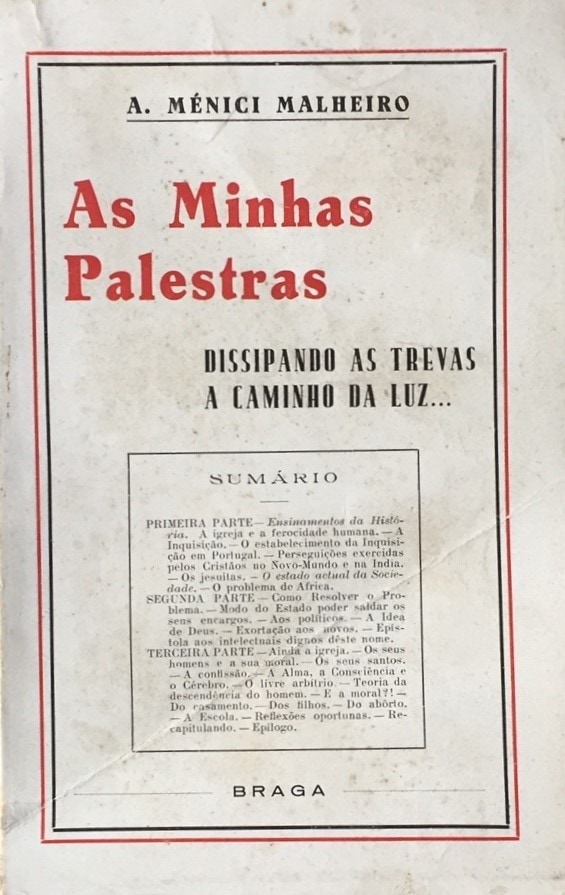 A. MÉNICI MALHEIRO
As Minhas
Palestras
DISSIPANDO AS TREVAS
A CAMINHO DA LUZ...
SUMÁRIO
PRIMEIRA PARTE — Ensinamentos da Histó-
ria. A igreja e a ferocidade humana. — A
Inquisição. — O estabelecimento da Inquisi-
ção em Portugal. — Perseguições exercidas
pelos Cristãos no Novo-Mundo e na India.
— Os jesuitas. — O estado actual da Socie-
dade. — O problema de Africa.
SEGUNDA PARTE — Como Resolver o Pro-
blema. — Modo do Estado poder saldar os
seus encargos. — Aos políticos. — A Idea
de Deus. — Exortação aos novos. — Epís-
tola aos intelectuais dignos dêste nome.
TERCEIRA PARTE — Ainda a igreja. — Os seus
homens e a sua moral. — Os seus santos.
— A confissão. — A Alma, a Consciência e
o Cérebro. — O livre arbítrio. — Teoria da
descendência do homem. — E a moral?! —
Do casamento. — Dos filhos. — Do abôrto.
— A Escola. — Reflexões oportunas. — Re-
capitulando. — Epílogo.
BRAGA